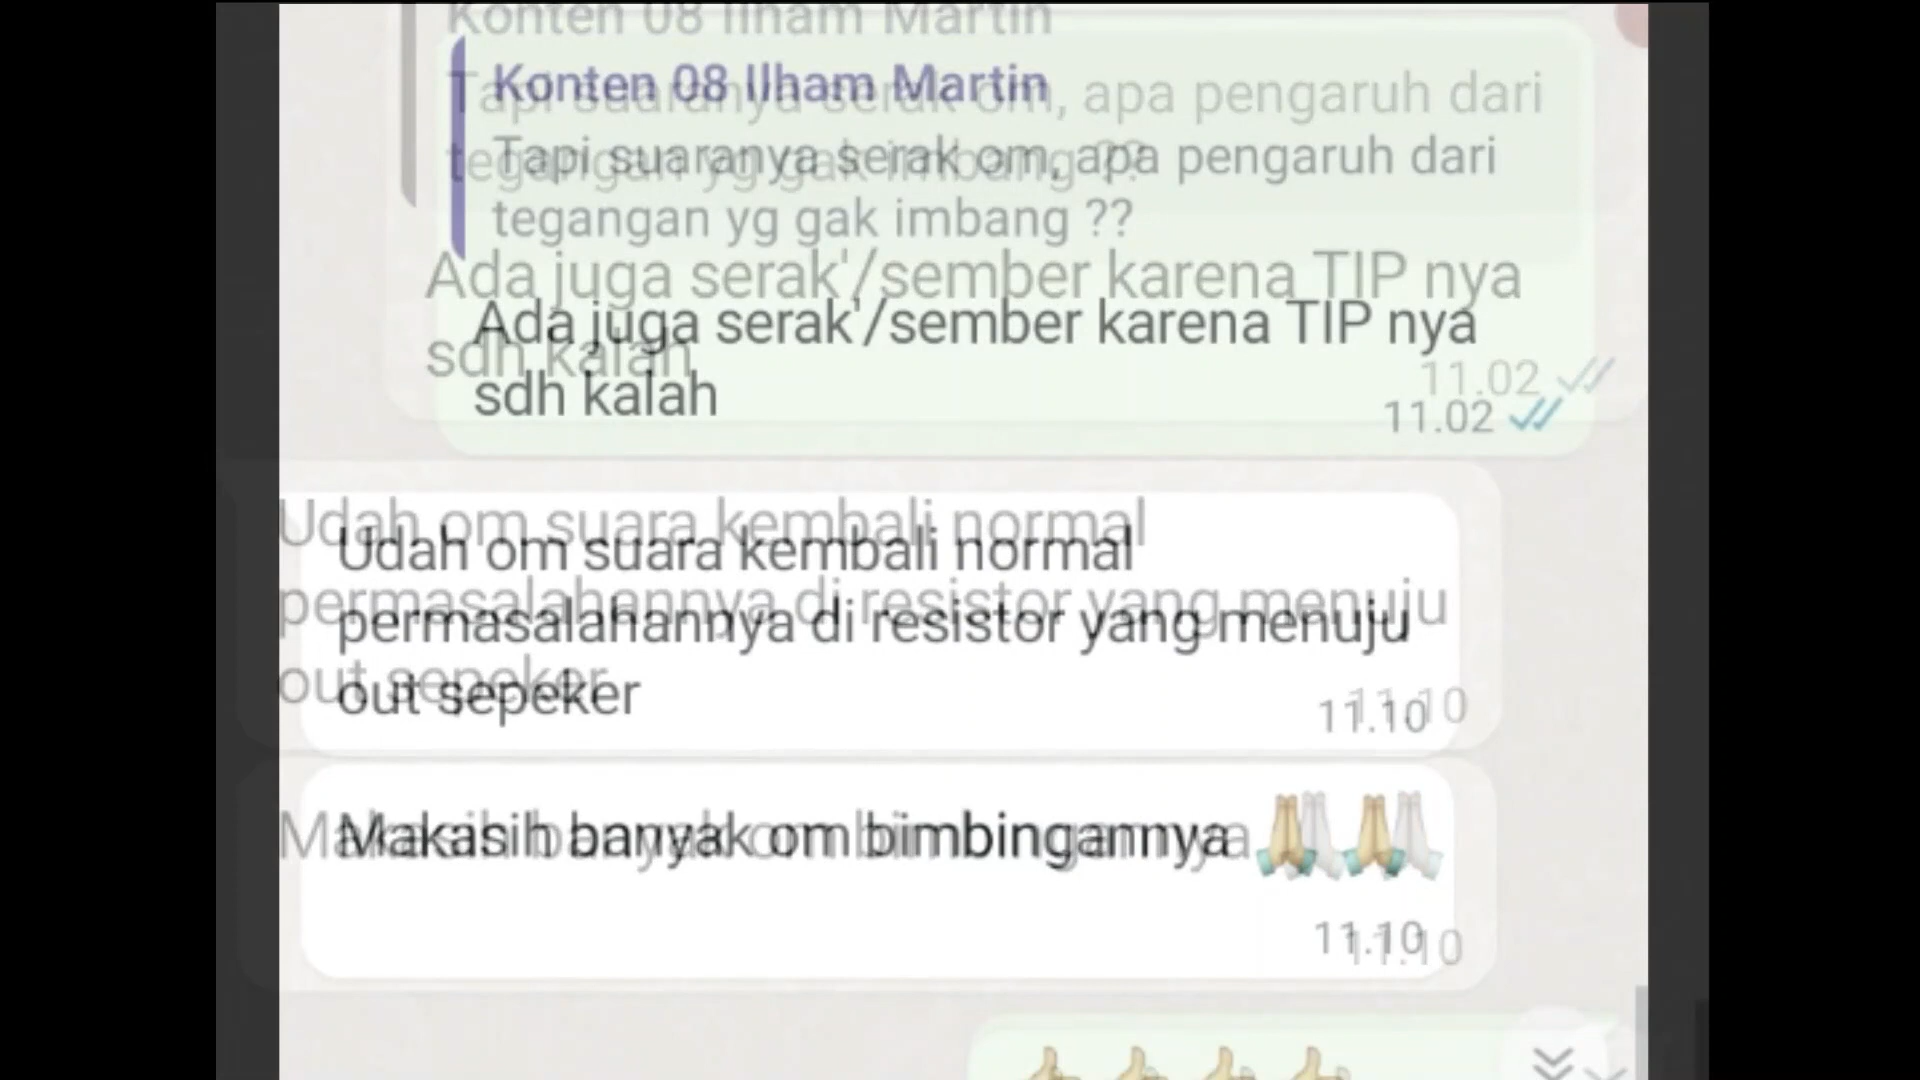 Konten 08 Ilham Martin
Tapi suaranya serak om, apa pengaruh dari
tegangan yg gak imbang ??
Ada juga serak'/sember karena TIP nya
sdh kalah
11.02
Udah om suara kembali normal
permasalahannya di resistor yang menuju
out sepeker
11.10
Makasih banyak om bimbingannya 🙏🙏
11.10